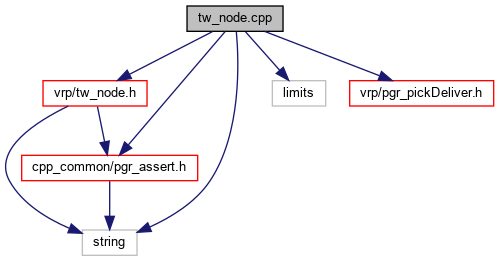 tw_node.cpp
vrp/tw_node.h
limits
vrp/pgr_pickDeliver.h
cpp_common/pgr_assert.h
string